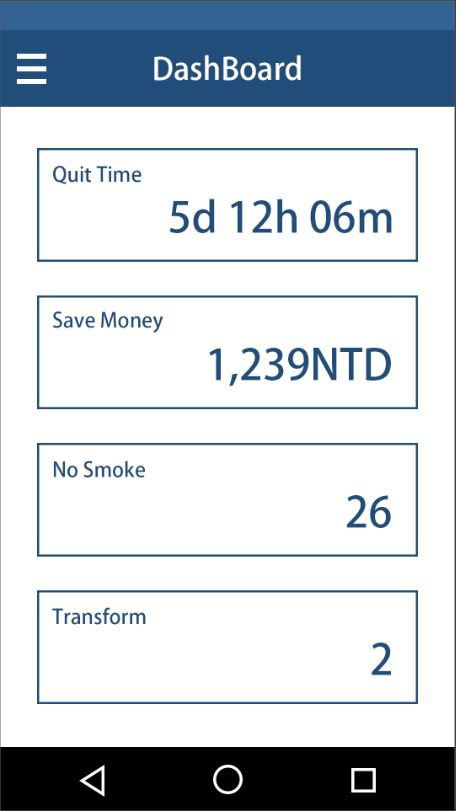 DashBoard
Quit Time
5d 12h 06m
Save Money
1,239NTD
No Smoke
26
Transform
2